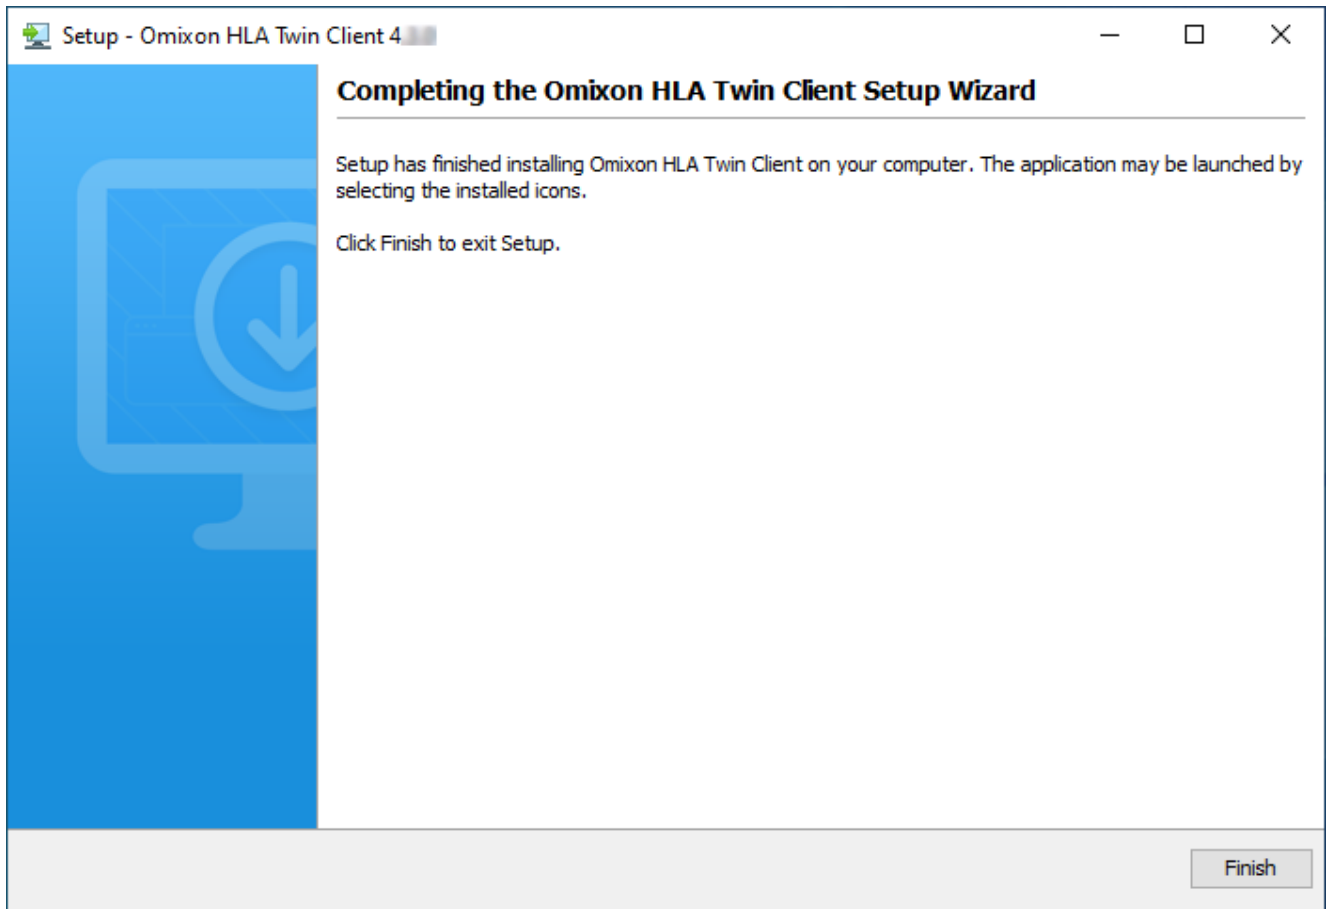 Setup - Omixon HLA Twin Client 4
Completing the Omixon HLA Twin Client Setup Wizard
Setup has finished installing Omixon HLA Twin Client on your computer. The application may be launched by
selecting the installed icons.
Click Finish to exit Setup.
Finish